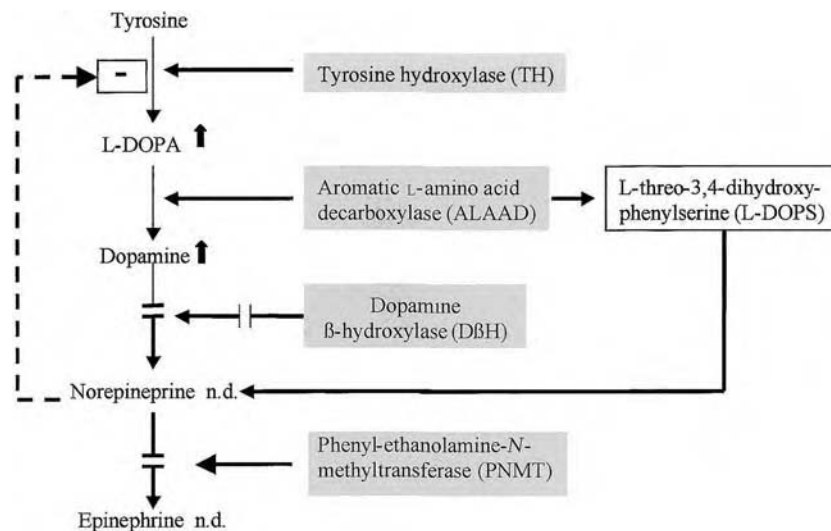 Tyrosine
-
Tyrosine hydroxylase (TH)
L-DOPA
Aromatic L-amino acid
decarboxylase (ALAAD)
L-threo-3,4-dihydroxy-
phenylserine (L-DOPS)
Dopamine
Dopamine
ß-hydroxylase (DßH)
Norepineprine n.d.
Phenyl-ethanolamine-N-
methyltransferase (PNMT)
Epinephrine n.d.